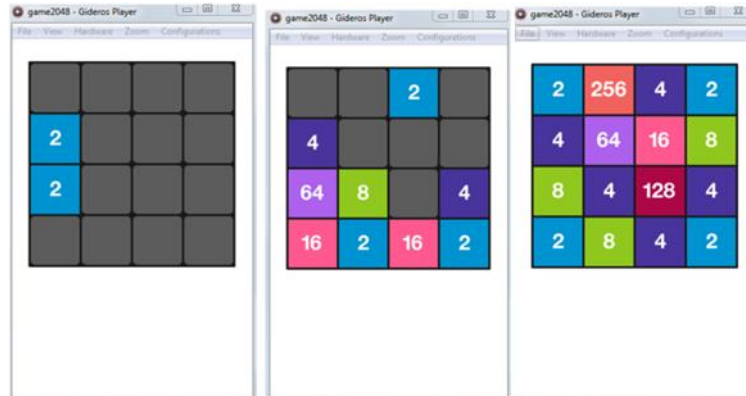 game2048 - Gideros Player
File View Hardware Zoom Configurations
2
2
game2048 - Gideros Player
File View Hardware Zoom Configurations
2
4
64 8 4
16 2 16 2
game2048 - Gideros Player
File View Hardware Zoom Configurations
2 256 4 2
4 64 16 8
8 4 128 4
2 8 4 2